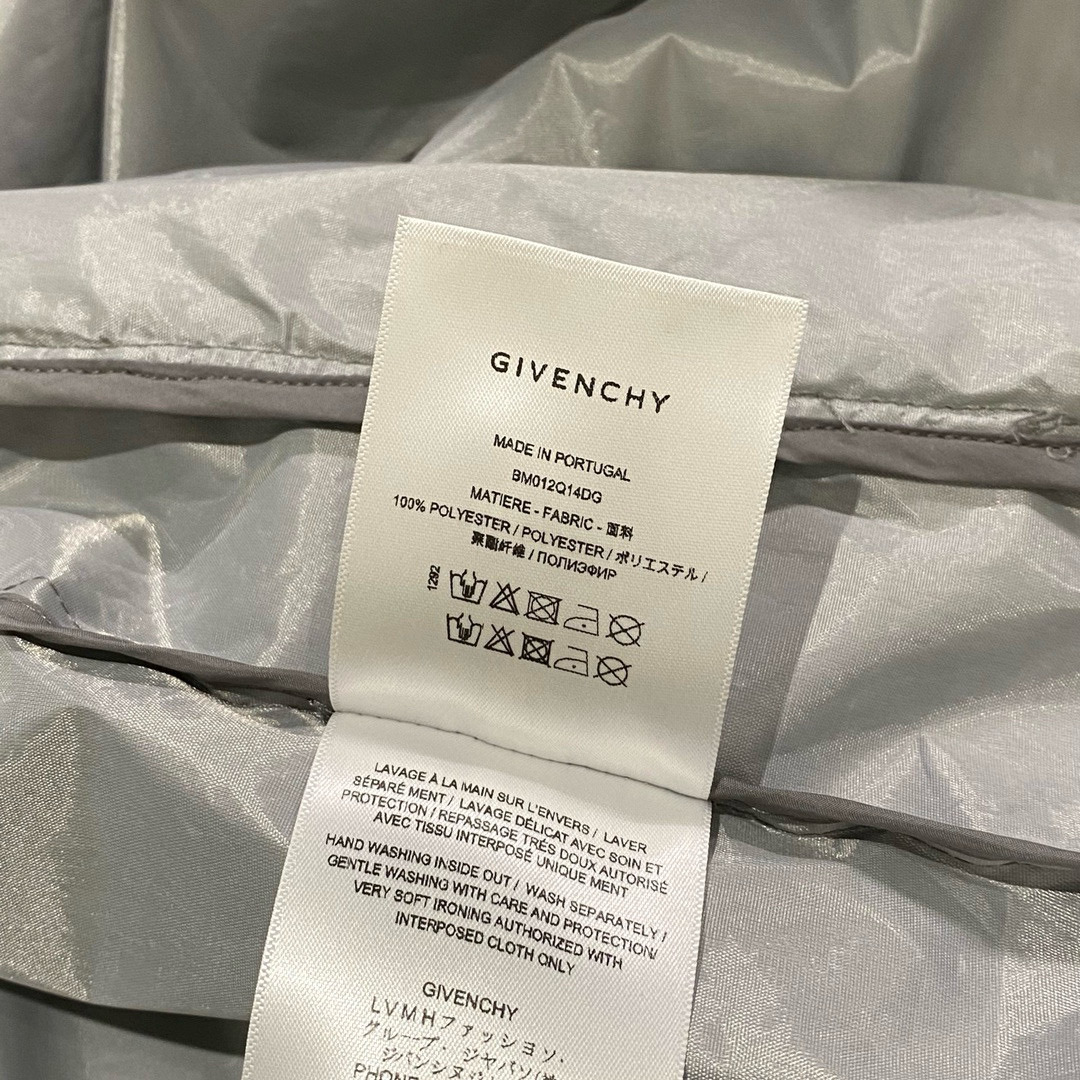 GIVENCHY
MADE IN PORTUGAL
BM012Q14DG
MATIERE - FABRIC - 面料
100% POLYESTER / POLYESTER / ポリエステル /
聚酯纤维 / ПОЛИЭФИР
1292
LAVAGE À LA MAIN SUR L'ENVERS / LAVER
SÉPARÉ MENT / LAVAGE DÉLICAT AVEC SOIN ET
PROTECTION / REPASSAGE TRÉS DOUX AUTORISÉ
AVEC TISSU INTERPOSÉ UNIQUE MENT
HAND WASHING INSIDE OUT / WASH SEPARATELY /
GENTLE WASHING WITH CARE AND PROTECTION/
VERY SOFT IRONING AUTHORIZED WITH
INTERPOSED CLOTH ONLY
GIVENCHY
LVMHファッション・
グループ・ジャパン
PHONE